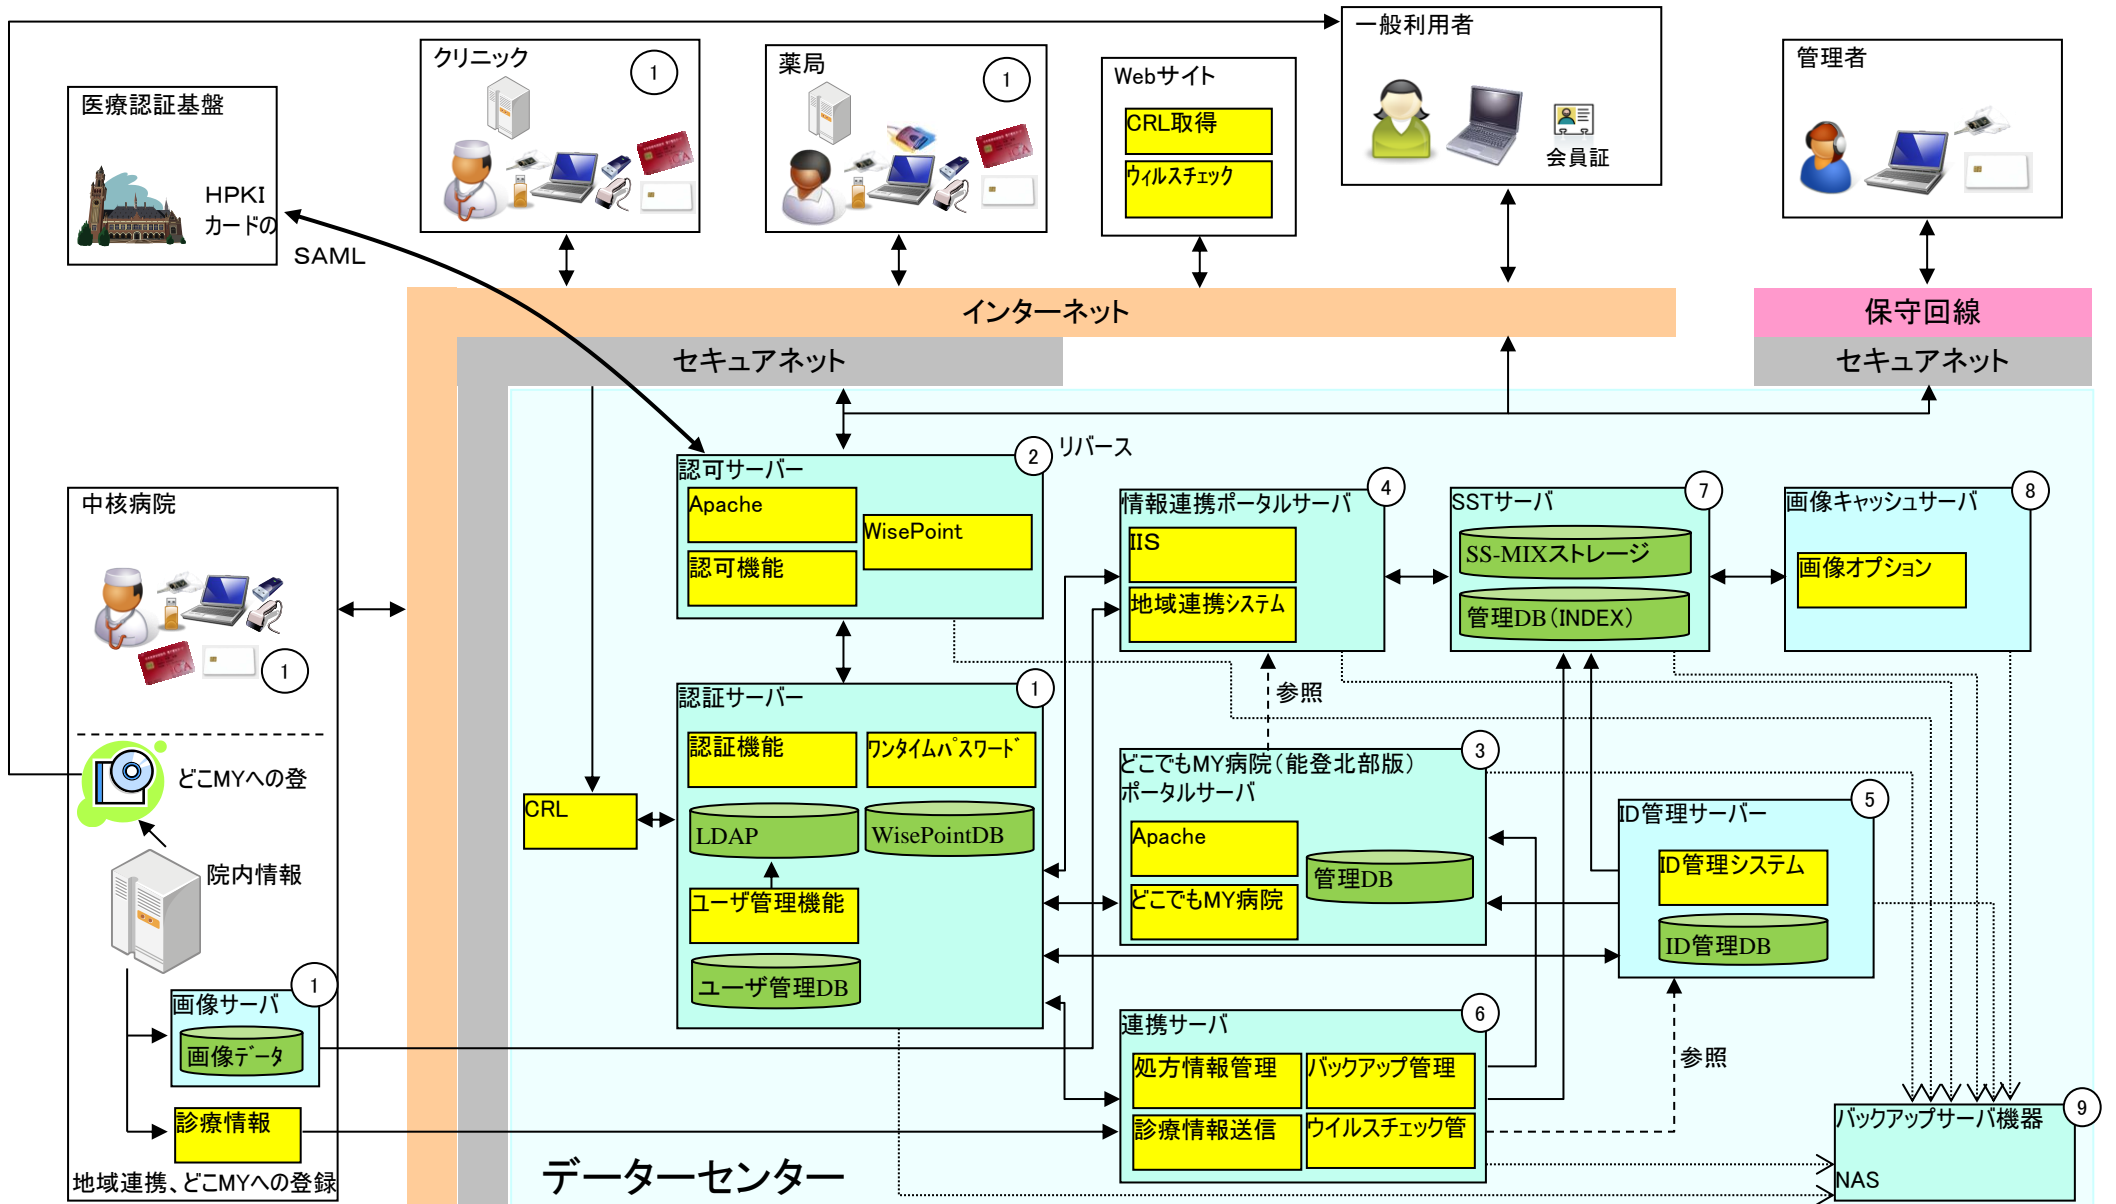 一般利用者
会員証
クリニック
1
薬局
1
Webサイト
CRL取得
ウィルスチェック
管理者
医療認証基盤
HPKI
カードの
SAML
インターネット
保守回線
セキュアネット
セキュアネット
リバース
認可サーバー
2
Apache
WisePoint
認可機能
情報連携ポータルサーバ
4
IIS
地域連携システム
SSTサーバ
7
SS-MIXストレージ
管理DB(INDEX)
画像キャッシュサーバ
8
画像オプション
中核病院
1
どこMYへの登
院内情報
画像サーバ
1
画像データ
診療情報
地域連携、どこMYへの登録
認証サーバー
1
認証機能
ワンタイムパスワード
CRL
LDAP
WisePointDB
ユーザ管理機能
ユーザ管理DB
参照
どこでもMY病院(能登北部版)
ポータルサーバ
3
Apache
管理DB
どこでもMY病院
ID管理サーバー
5
ID管理システム
ID管理DB
連携サーバ
6
処方情報管理
バックアップ管理
診療情報送信
ウイルスチェック管
参照
バックアップサーバ機器
9
NAS
データーセンター